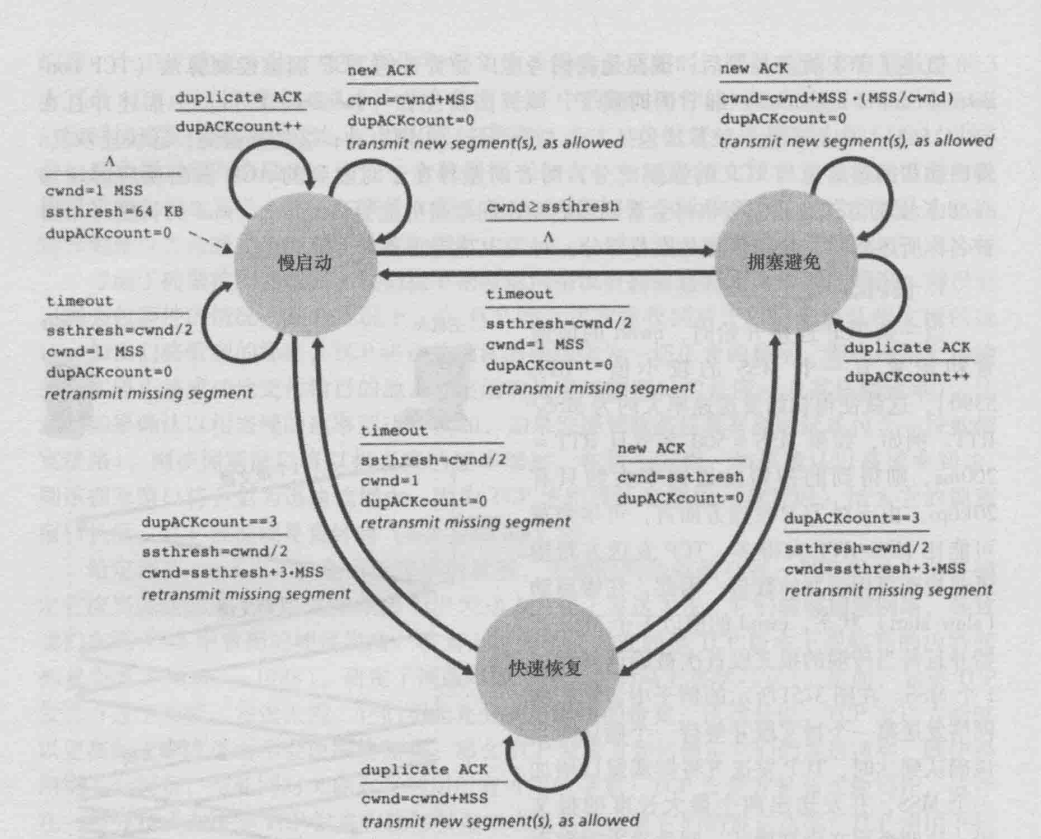 new ACK
cwnd=cwnd+MSS
dupACKcount=0
transmit new segment(s), as allowed
duplicate ACK
dupACKcount++
new ACK
cwnd=cwnd+MSS·(MSS/cwnd)
dupACKcount=0
transmit new segment(s), as allowed
Λ
cwnd=1 MSS
ssthresh=64 KB
dupACKcount=0
慢启动
cwnd≥ssthresh
Λ
拥塞避免
timeout
ssthresh=cwnd/2
cwnd=1 MSS
dupACKcount=0
retransmit missing segment
timeout
ssthresh=cwnd/2
cwnd=1 MSS
dupACKcount=0
retransmit missing segment
duplicate ACK
dupACKcount++
timeout
ssthresh=cwnd/2
cwnd=1
dupACKcount=0
retransmit missing segment
new ACK
cwnd=ssthresh
dupACKcount=0
dupACKcount==3
ssthresh=cwnd/2
cwnd=ssthresh+3·MSS
retransmit missing segment
dupACKcount==3
ssthresh=cwnd/2
cwnd=ssthresh+3·MSS
retransmit missing segment
快速恢复
duplicate ACK
cwnd=cwnd+MSS
transmit new segment(s), as allowed